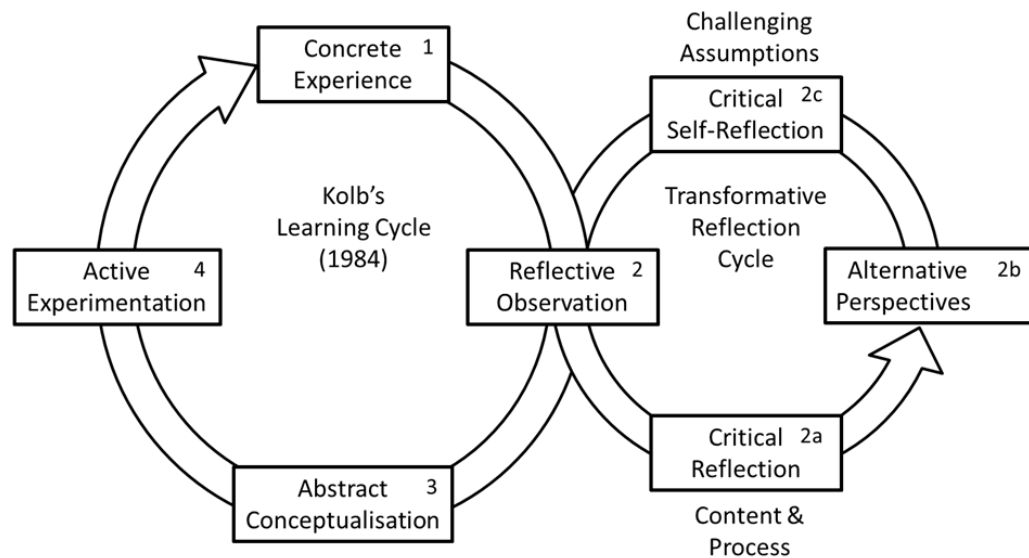 Concrete 1
Experience
Kolb’s
Learning Cycle
(1984)
Active 4
Experimentation
Reflective 2
Observation
Abstract 3
Conceptualisation
Challenging
Assumptions
Critical 2c
Self-Reflection
Transformative
Reflection
Cycle
Alternative 2b
Perspectives
Critical 2a
Reflection
Content &
Process